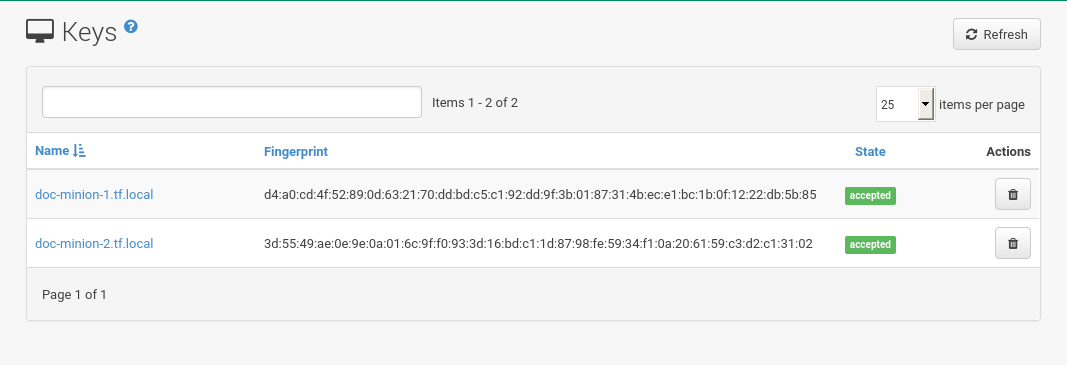 Keys ?
Refresh
Items 1 - 2 of 2
25 items per page
Name Fingerprint State Actions
doc-minion-1.tf.local d4:a0:cd:4f:52:89:0d:63:21:70:dd:bd:c5:c1:92:dd:9f:3b:01:87:31:4b:ec:e1:bc:1b:0f:12:22:db:5b:85 accepted
doc-minion-2.tf.local 3d:55:49:ae:0e:9e:0a:01:6c:9f:f0:93:3d:16:bd:c1:1d:87:98:fe:59:34:f1:0a:20:61:59:c3:d2:c1:31:02 accepted
Page 1 of 1